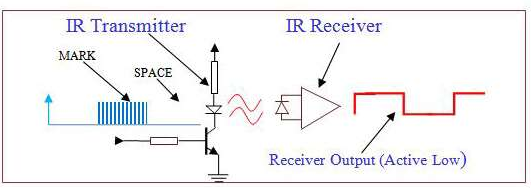 IR Transmitter
IR Receiver
MARK
SPACE
Receiver Output (Active Low)